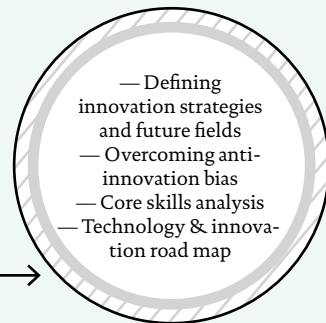 — Defining
innovation strategies
and future fields
— Overcoming anti-
innovation bias
— Core skills analysis
— Technology & innova-
tion road map